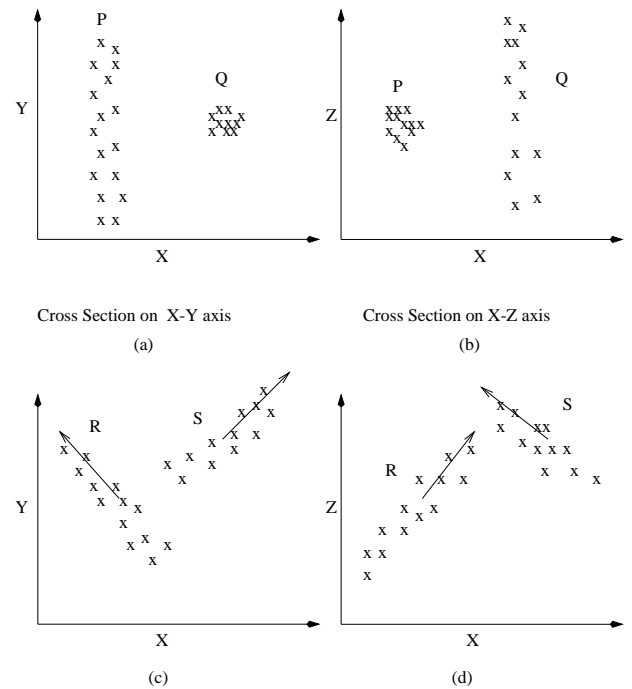 P
Q
Y
X
P
Q
Z
X
Cross Section on X-Y axis
(a)
Cross Section on X-Z axis
(b)
R
S
Y
X
(c)
R
S
Z
X
(d)